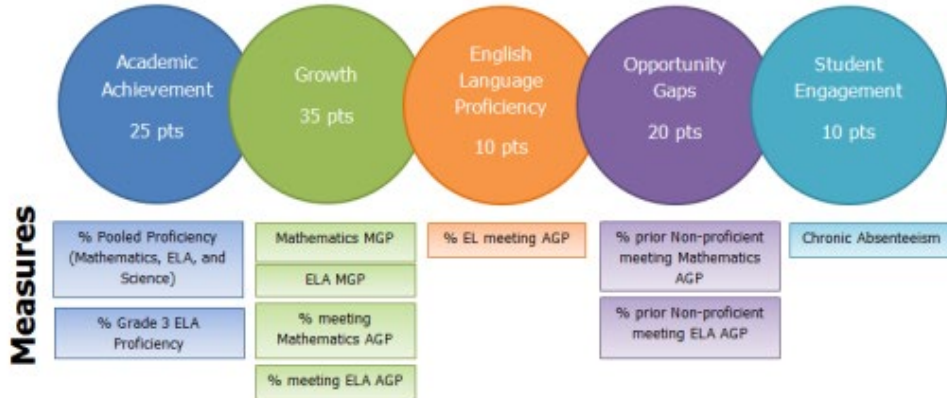 Academic
Achievement
25 pts
Growth
35 pts
English
Language
Proficiency
10 pts
Opportunity
Gaps
20 pts
Student
Engagement
10 pts
Measures
% Pooled Proficiency
(Mathematics, ELA, and
Science)
% Grade 3 ELA
Proficiency
Mathematics MGP
ELA MGP
% meeting
Mathematics AGP
% meeting ELA AGP
% EL meeting AGP
% prior Non-proficient
meeting Mathematics
AGP
% prior Non-proficient
meeting ELA AGP
Chronic Absenteeism